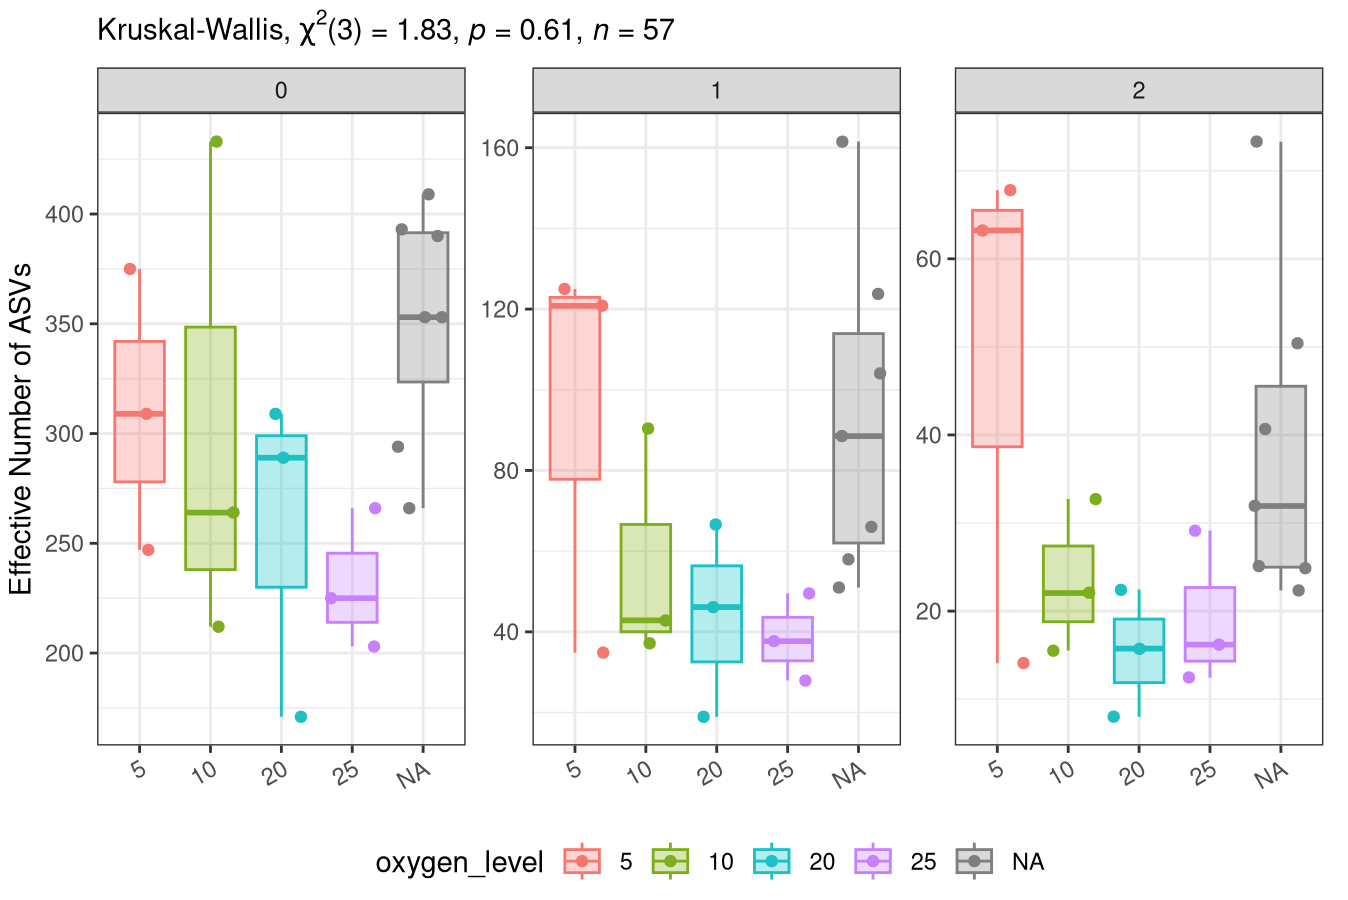 Kruskal-Wallis, χ²(3) = 1.83, p = 0.61, n = 57
0 1 2
Effective Number of ASVs
400
350
300
250
200
160
120
80
40
60
40
20
5 10 20 25 NA
5 10 20 25 NA
5 10 20 25 NA
oxygen_level 5 10 20 25 NA